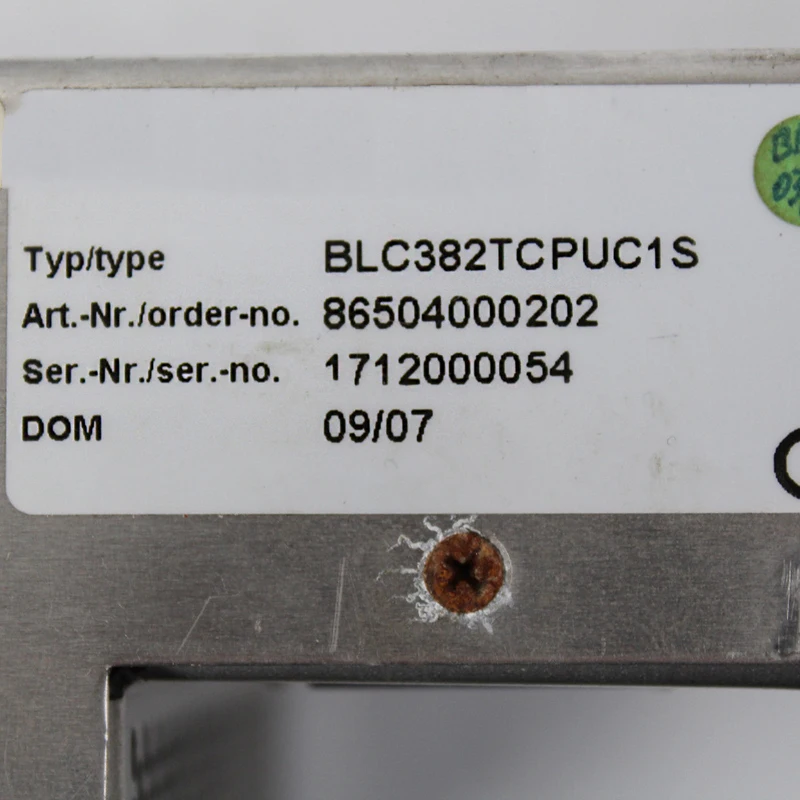 Typ/type BLC382TCPUC1S
Art.-Nr./order-no. 86504000202
Ser.-Nr./ser.-no. 1712000054
DOM 09/07